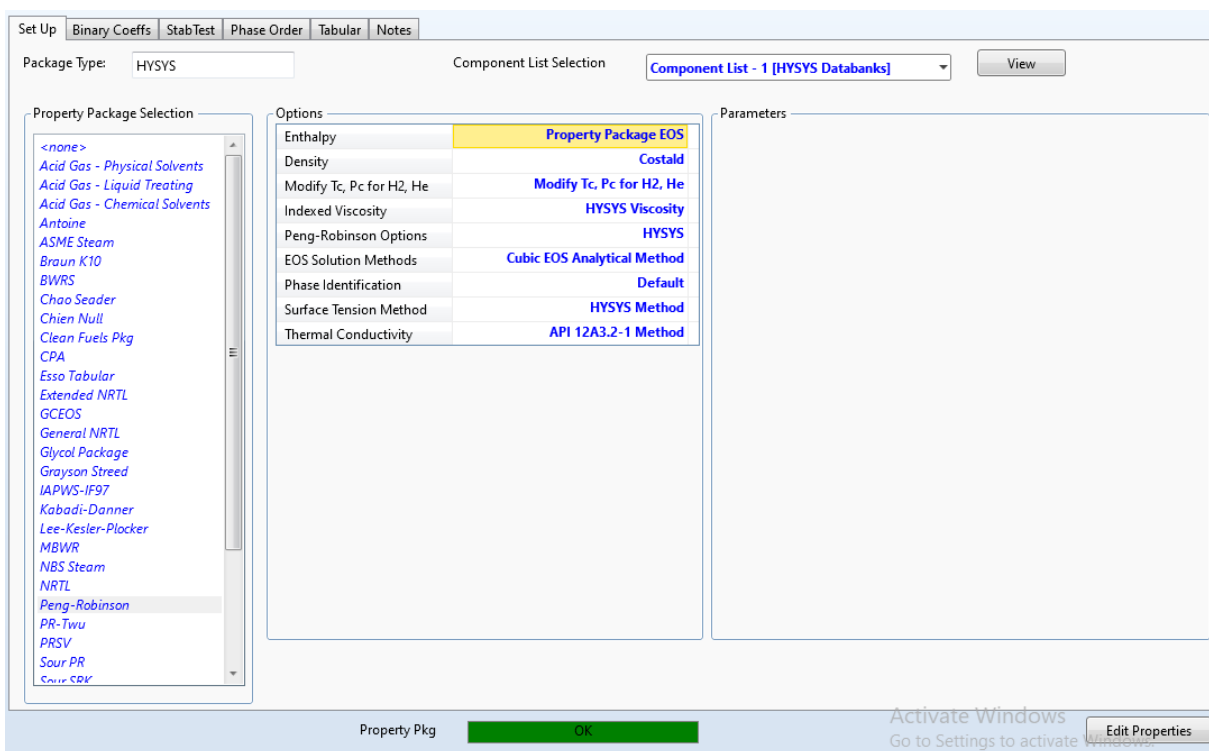 Set Up Binary Coeffs StabTest Phase Order Tabular Notes
Package Type: HYSYS Component List Selection Component List - 1 [HYSYS Databanks] View
Property Package Selection
<none>
Acid Gas - Physical Solvents
Acid Gas - Liquid Treating
Acid Gas - Chemical Solvents
Antoine
ASME Steam
Braun K10
BWRS
Chao Seader
Chien Null
Clean Fuels Pkg
CPA
Esso Tabular
Extended NRTL
GCEOS
General NRTL
Glycol Package
Grayson Streed
IAPWS-IF97
Kabadi-Danner
Lee-Kesler-Plocker
MBWR
NBS Steam
NRTL
Peng-Robinson
PR-Twu
PRSV
Sour PR
Sour SRK
Options
Enthalpy Property Package EOS
Density Costald
Modify Tc, Pc for H2, He Modify Tc, Pc for H2, He
Indexed Viscosity HYSYS Viscosity
Peng-Robinson Options HYSYS
EOS Solution Methods Cubic EOS Analytical Method
Phase Identification Default
Surface Tension Method HYSYS Method
Thermal Conductivity API 12A3.2-1 Method
Parameters
Property Pkg OK
Activate Windows
Go to Settings to activate Windows.
Edit Properties